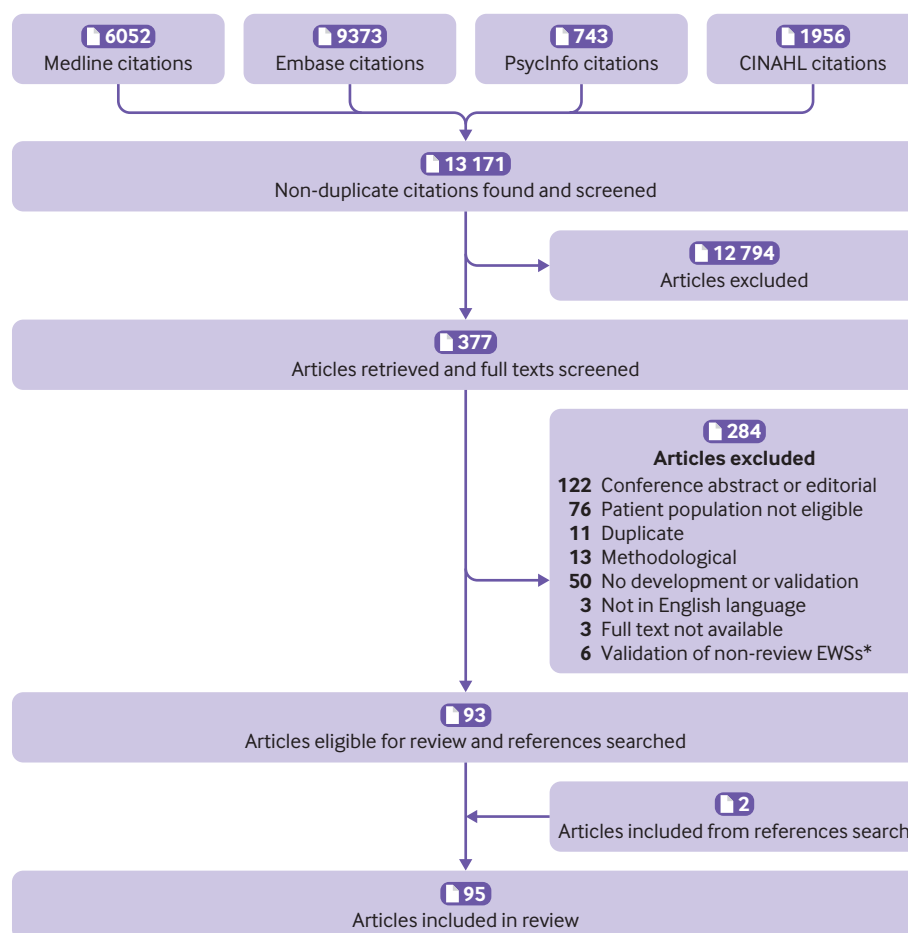 6052
Medline citations
9373
Embase citations
743
PsycInfo citations
1956
CINAHL citations
13 171
Non-duplicate citations found and screened
12 794
Articles excluded
377
Articles retrieved and full texts screened
284
Articles excluded
122 Conference abstract or editorial
76 Patient population not eligible
11 Duplicate
13 Methodological
50 No development or validation
3 Not in English language
3 Full text not available
6 Validation of non-review EWSs*
93
Articles eligible for review and references searched
2
Articles included from references search
95
Articles included in review